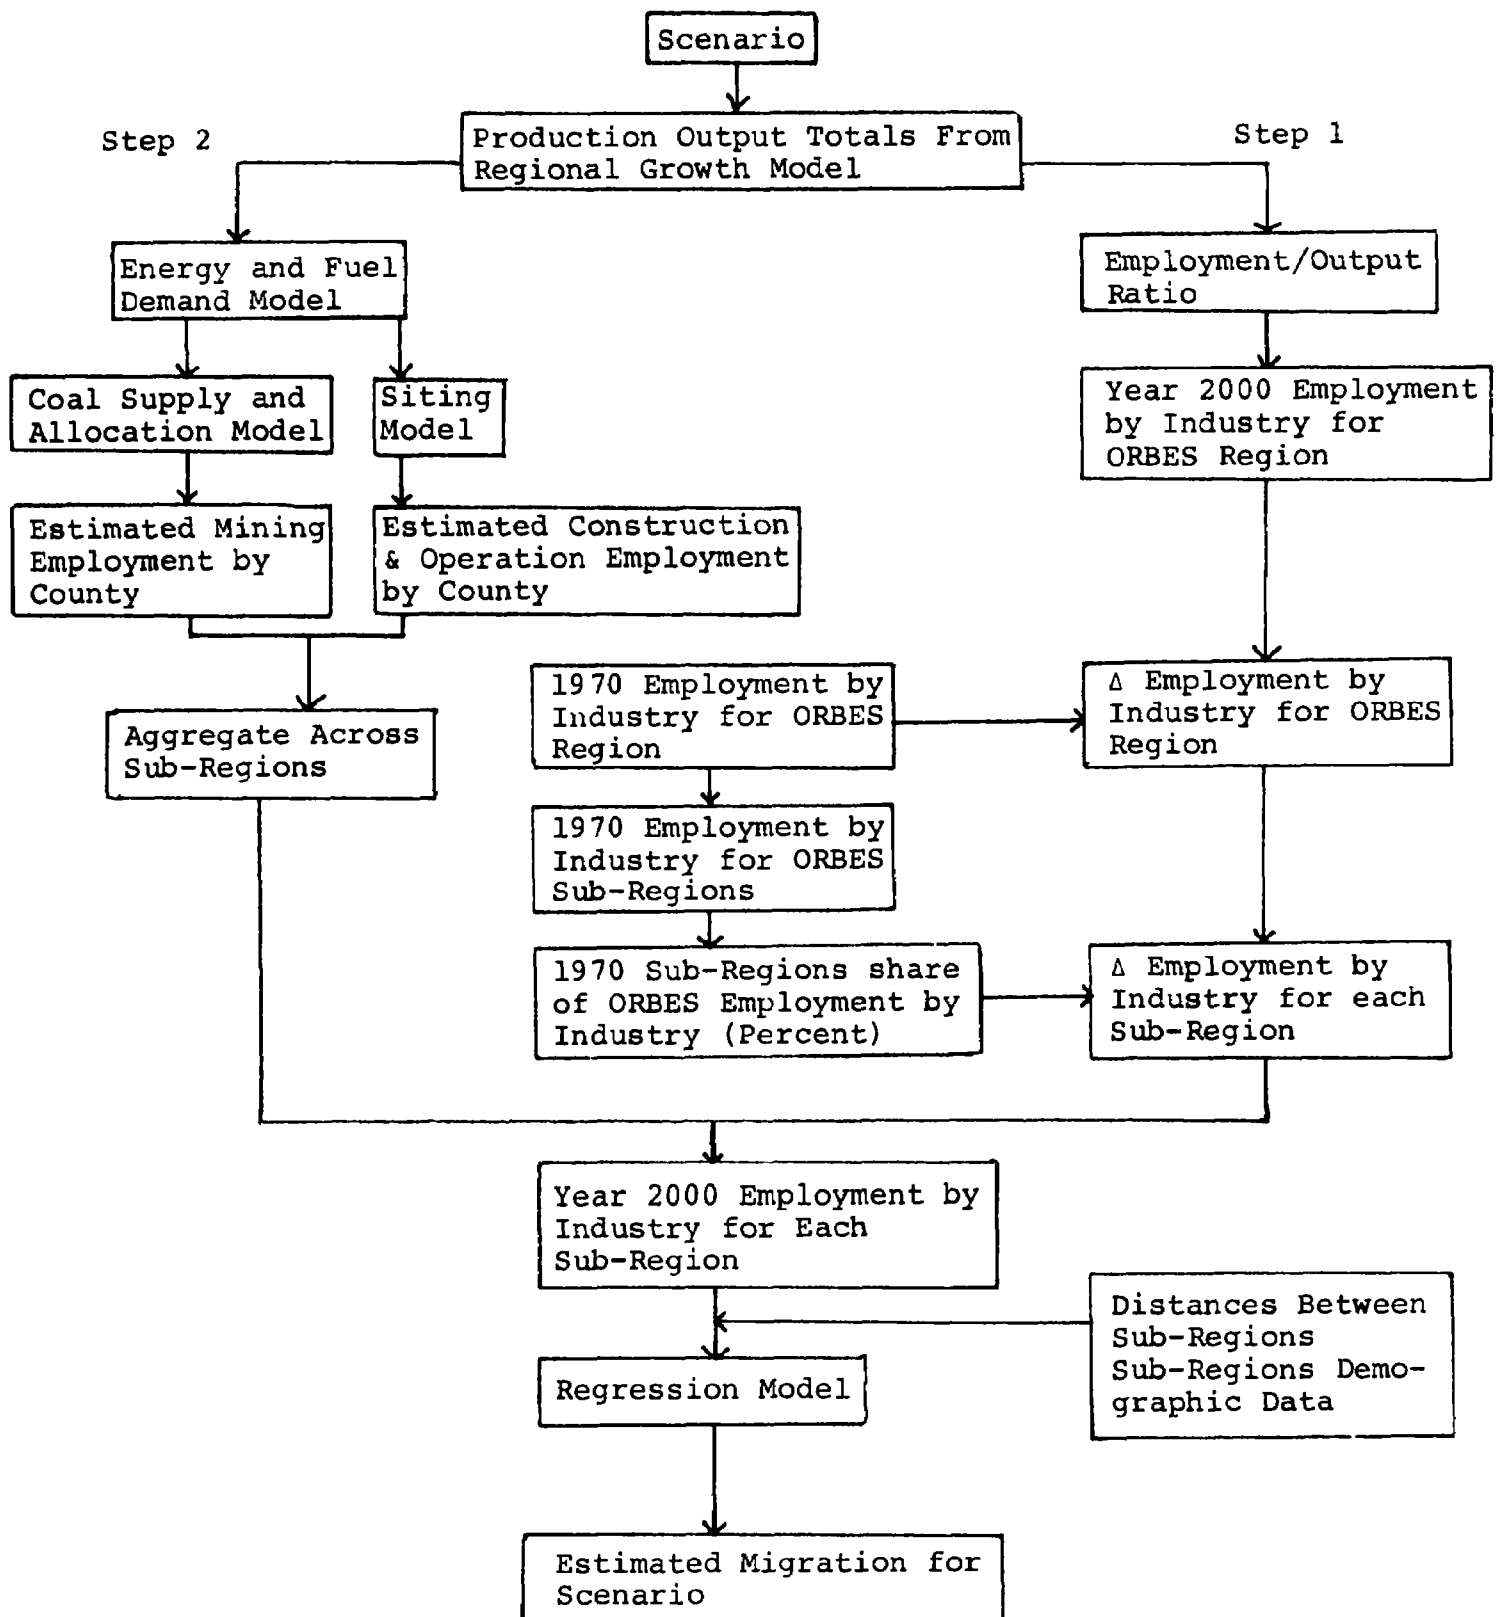 Scenario
Step 2
Production Output Totals From
Regional Growth Model
Step 1
Energy and Fuel
Demand Model
Employment/Output
Ratio
Coal Supply and
Allocation Model
Siting
Model
Year 2000 Employment
by Industry for
ORBES Region
Estimated Mining
Employment by
County
Estimated Construction
& Operation Employment
by County
1970 Employment by
Industry for ORBES
Region
Δ Employment by
Industry for ORBES
Region
Aggregate Across
Sub-Regions
1970 Employment by
Industry for ORBES
Sub-Regions
1970 Sub-Regions share
of ORBES Employment by
Industry (Percent)
Δ Employment by
Industry for each
Sub-Region
Year 2000 Employment by
Industry for Each
Sub-Region
Distances Between
Sub-Regions
Sub-Regions Demo-
graphic Data
Regression Model
Estimated Migration for
Scenario